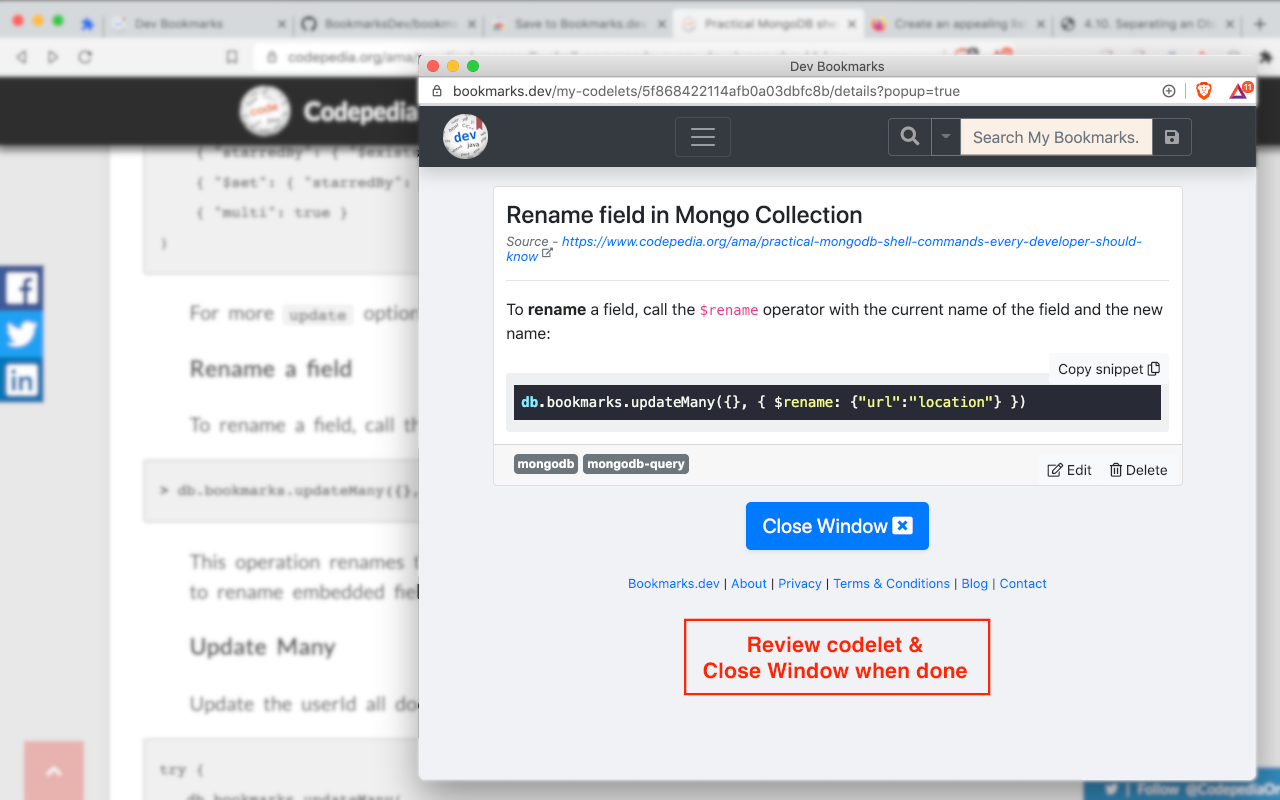 Dev Bookmarks
BookmarksDev/bookm
Save to Bookmarks.dev
Practical MongoDB she
Create an appealing lis
4.10. Separating an Ob
codepedia.org/ama/
code
Codepedia
{ "starredBy": { "$exists
{ "$set": { "starredBy":
{ "multi": true }
)
For more update option
Rename a field
To rename a field, call th
> db.bookmarks.updateMany({},
This operation renames t
to rename embedded fiel
Update Many
Update the userId all do
try {
db.bookmarks.updateMany(
Follow @CodepediaOr
Dev Bookmarks
bookmarks.dev/my-codelets/5f868422114afb0a03dbfc8b/details?popup=true
11
dev
java
Search My Bookmarks.
Rename field in Mongo Collection
Source - https://www.codepedia.org/ama/practical-mongodb-shell-commands-every-developer-should-
know
To rename a field, call the $rename operator with the current name of the field and the new
name:
Copy snippet
db.bookmarks.updateMany({}, { $rename: {"url":"location"} })
mongodb mongodb-query
Edit Delete
Close Window
Bookmarks.dev | About | Privacy | Terms & Conditions | Blog | Contact
Review codelet &
Close Window when done